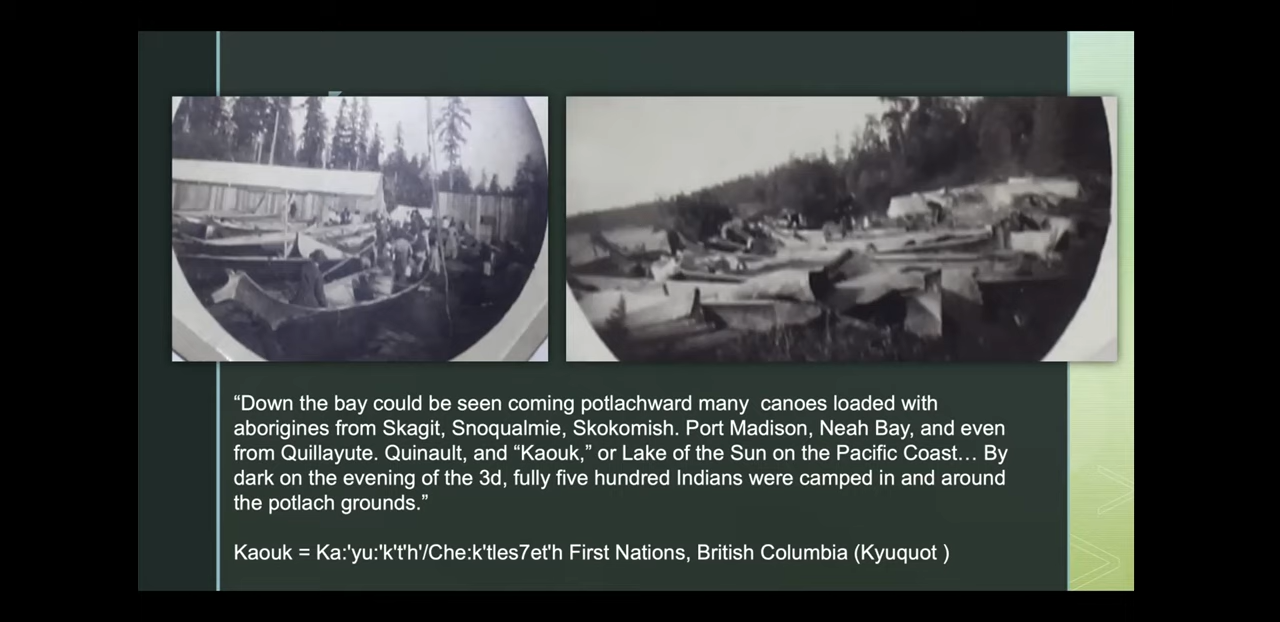 “Down the bay could be seen coming potlachward many  canoes loaded with
aborigines from Skagit, Snoqualmie, Skokomish. Port Madison, Neah Bay, and even
from Quillayute. Quinault, and “Kaouk,” or Lake of the Sun on the Pacific Coast… By
dark on the evening of the 3d, fully five hundred Indians were camped in and around
the potlach grounds.”
Kaouk = Ka:'yu:'k't'h'/Che:k'tles7et'h First Nations, British Columbia (Kyuquot )